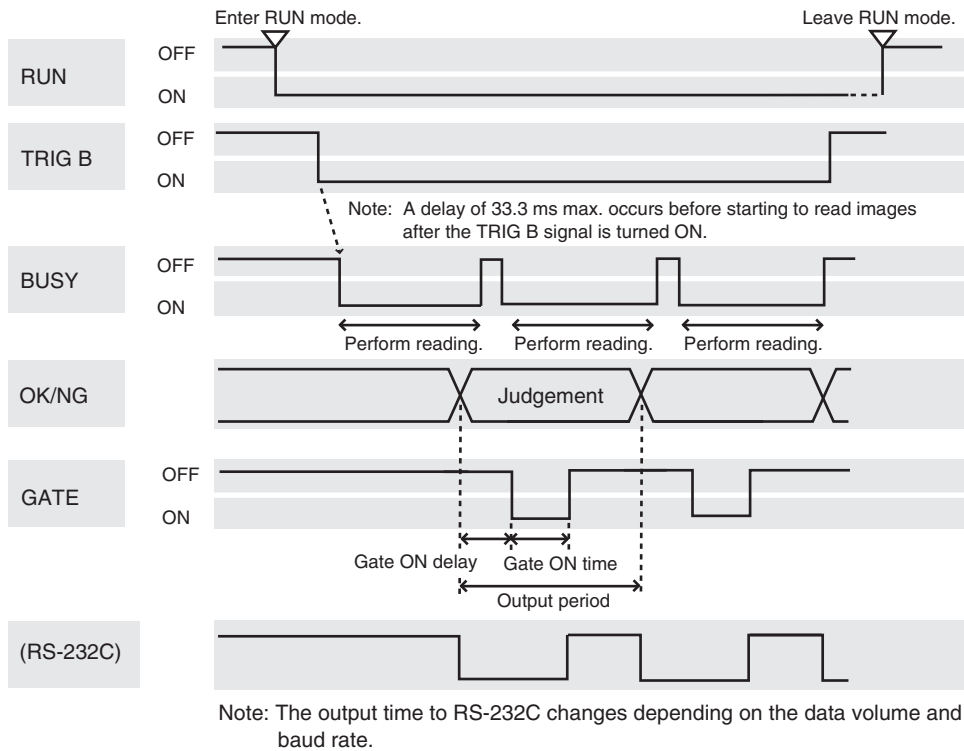 Enter RUN mode.
Leave RUN mode.
RUN
OFF
ON
TRIG B
OFF
ON
Note: A delay of 33.3 ms max. occurs before starting to read images
after the TRIG B signal is turned ON.
BUSY
OFF
ON
Perform reading.
Perform reading.
Perform reading.
OK/NG
Judgement
GATE
OFF
ON
Gate ON delay
Gate ON time
Output period
(RS-232C)
Note: The output time to RS-232C changes depending on the data volume and
baud rate.